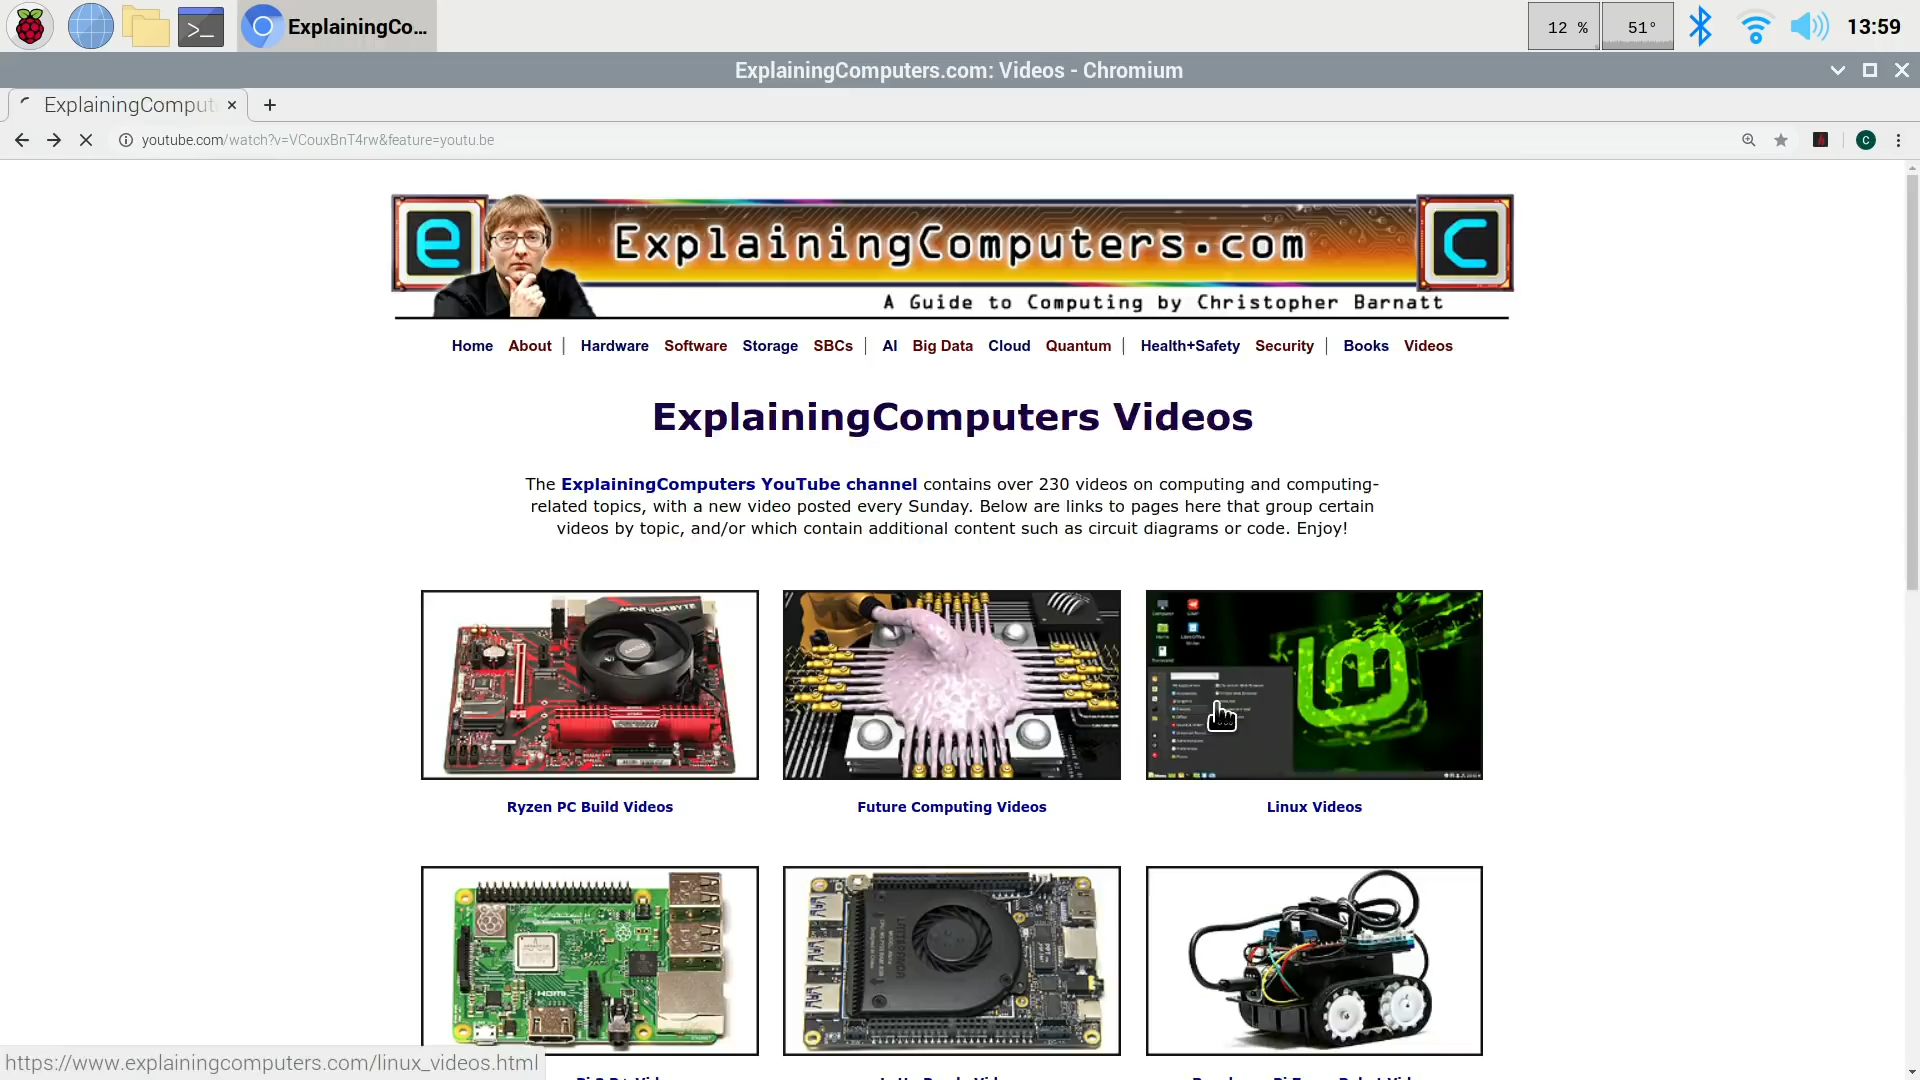 ExplainingCo...
12 %
51°
13:59
ExplainingComputers.com: Videos - Chromium
ExplainingComput
youtube.com/watch?v=VCouxBnT4rw&feature=youtu.be
C
e
ExplainingComputers.com
C
A Guide to Computing by Christopher Barnatt
Home About | Hardware Software Storage SBCs | AI Big Data Cloud Quantum | Health+Safety Security | Books Videos
ExplainingComputers Videos
The ExplainingComputers YouTube channel contains over 230 videos on computing and computing-
related topics, with a new video posted every Sunday. Below are links to pages here that group certain
videos by topic, and/or which contain additional content such as circuit diagrams or code. Enjoy!
GIGABYTE
AMD
Ryzen PC Build Videos
Future Computing Videos
Linux Videos
HDMI
https://www.explainingcomputers.com/linux_videos.html